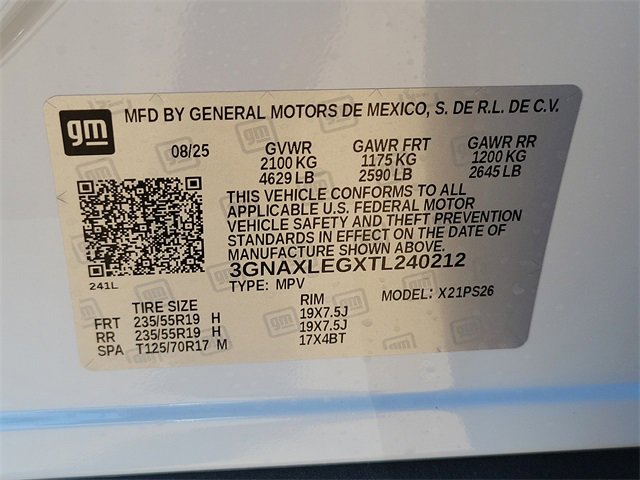 gm MFD BY GENERAL MOTORS DE MEXICO, S. DE R.L. DE C.V.
08/25 GVWR GAWR FRT GAWR RR
2100 KG 1175 KG 1200 KG
4629 LB 2590 LB 2645 LB
THIS VEHICLE CONFORMS TO ALL
APPLICABLE U.S. FEDERAL MOTOR
VEHICLE SAFETY AND THEFT PREVENTION
STANDARDS IN EFFECT ON THE DATE OF
MANUFACTURE SHOWN ABOVE.
3GNAXLEGXTL240212
241L TYPE: MPV MODEL: X21PS26
TIRE SIZE RIM
FRT 235/55R19 H 19X7.5J
RR 235/55R19 H 19X7.5J
SPA T125/70R17 M 17X4BT